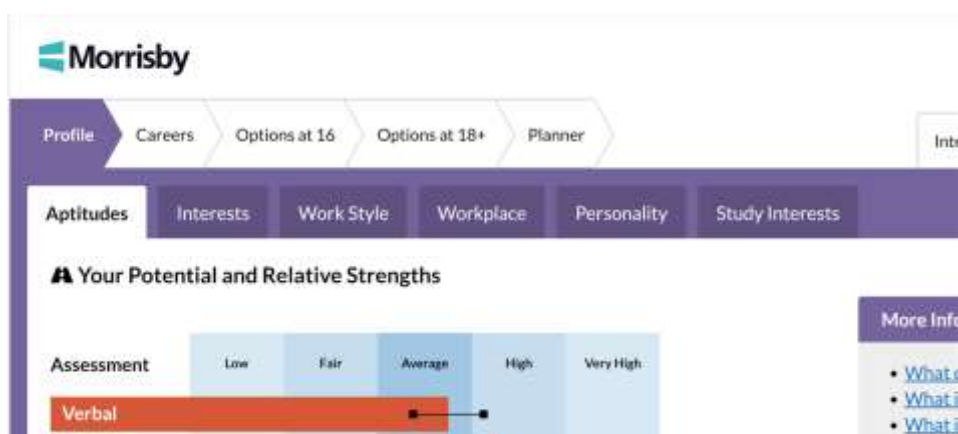 Morrisby
Profile Careers Options at 16 Options at 18+ Planner
Aptitudes Interests Work Style Workplace Personality Study Interests
Your Potential and Relative Strengths
More
Assessment Low Fair Average High Very High
What
Verbal
What
What